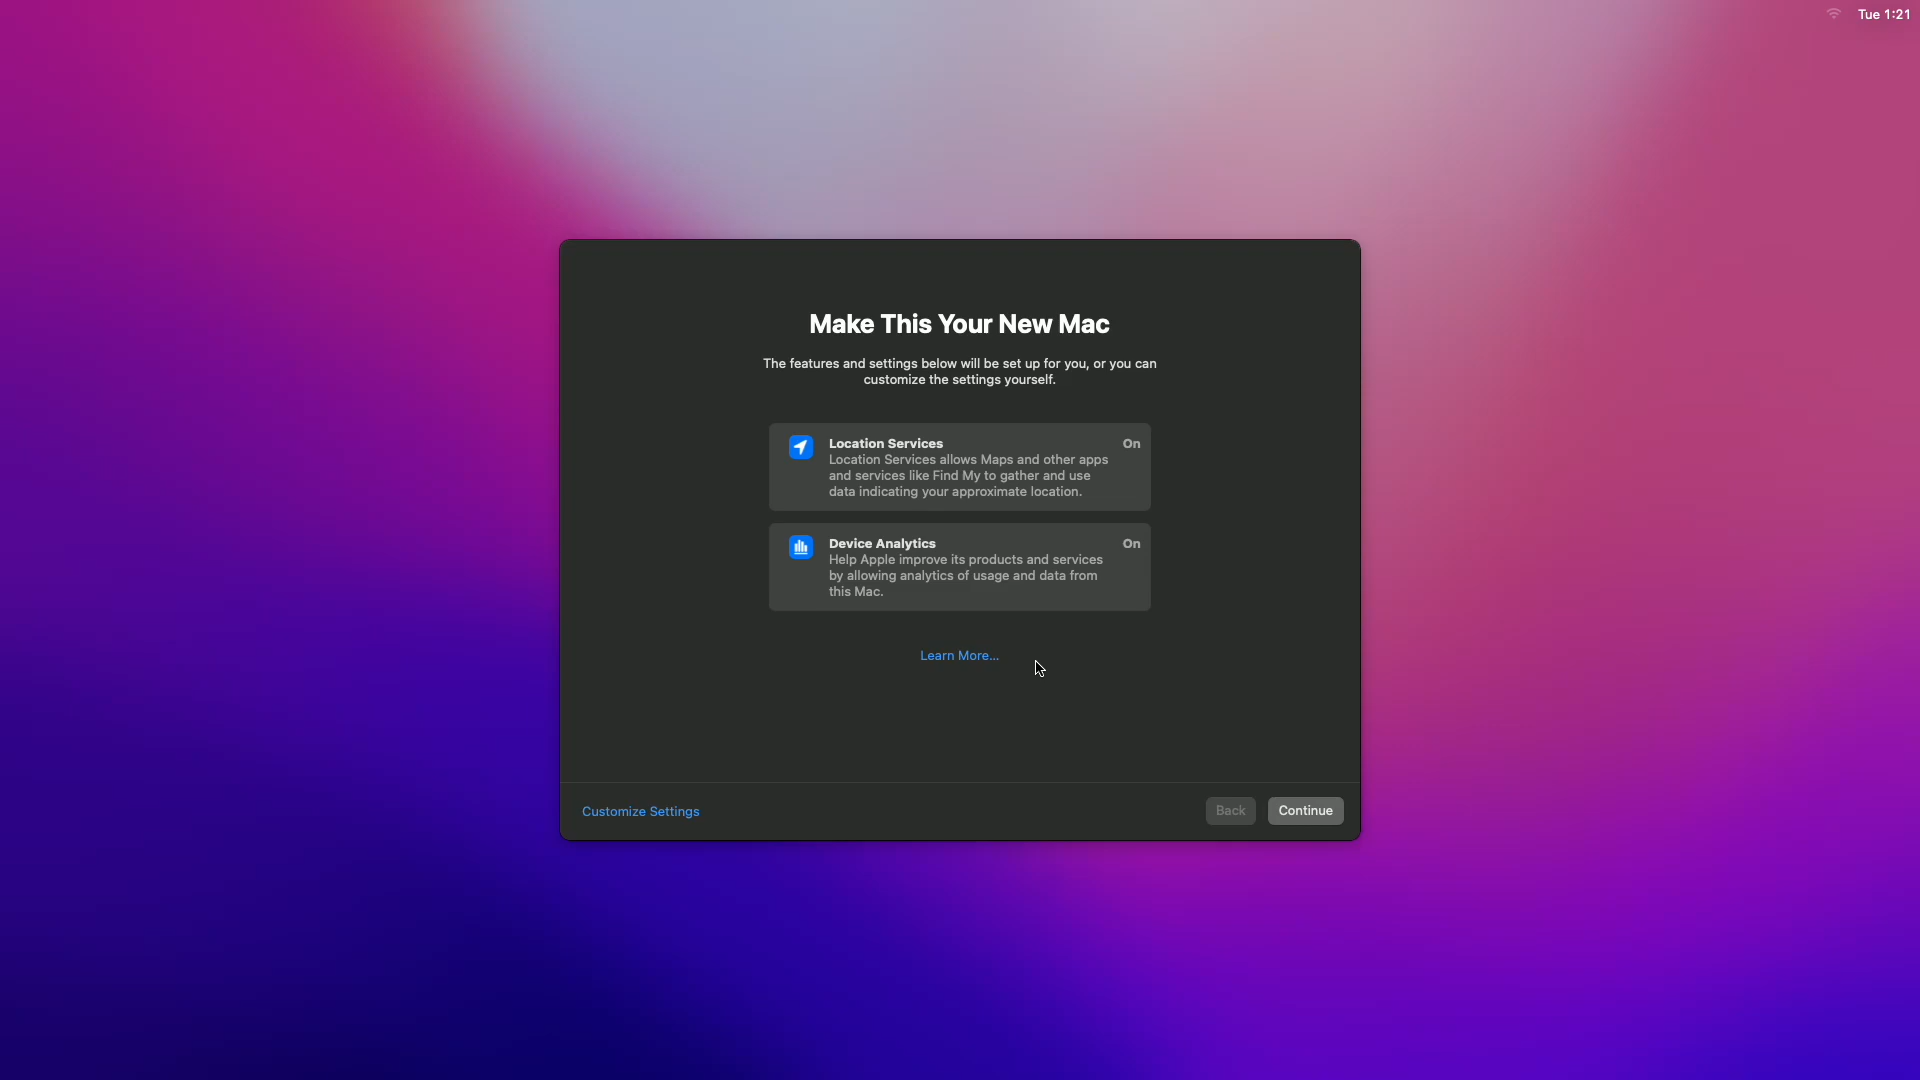 Tue 1:21
Make This Your New Mac
The features and settings below will be set up for you, or you can
customize the settings yourself.
Location Services
On
Location Services allows Maps and other apps
and services like Find My to gather and use
data indicating your approximate location.
Device Analytics
On
Help Apple improve its products and services
by allowing analytics of usage and data from
this Mac.
Learn More...
Customize Settings
Back
Continue